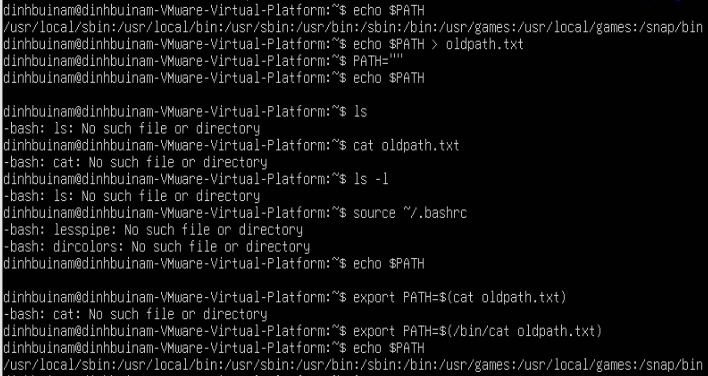 dinhbuinam@dinhbuinam-VMware-Virtual-Platform:~$ echo $PATH
/usr/local/sbin:/usr/local/bin:/usr/sbin:/usr/bin:/sbin:/bin:/usr/games:/usr/local/games:/snap/bin
dinhbuinam@dinhbuinam-VMware-Virtual-Platform:~$ echo $PATH > oldpath.txt
dinhbuinam@dinhbuinam-VMware-Virtual-Platform:~$ PATH=""
dinhbuinam@dinhbuinam-VMware-Virtual-Platform:~$ echo $PATH
dinhbuinam@dinhbuinam-VMware-Virtual-Platform:~$ ls
-bash: ls: No such file or directory
dinhbuinam@dinhbuinam-VMware-Virtual-Platform:~$ cat oldpath.txt
-bash: cat: No such file or directory
dinhbuinam@dinhbuinam-VMware-Virtual-Platform:~$ ls -l
-bash: ls: No such file or directory
dinhbuinam@dinhbuinam-VMware-Virtual-Platform:~$ source ~/.bashrc
-bash: lesspipe: No such file or directory
-bash: dircolors: No such file or directory
dinhbuinam@dinhbuinam-VMware-Virtual-Platform:~$ echo $PATH
dinhbuinam@dinhbuinam-VMware-Virtual-Platform:~$ export PATH=$(cat oldpath.txt)
-bash: cat: No such file or directory
dinhbuinam@dinhbuinam-VMware-Virtual-Platform:~$ export PATH=$(/bin/cat oldpath.txt)
dinhbuinam@dinhbuinam-VMware-Virtual-Platform:~$ echo $PATH
/usr/local/sbin:/usr/local/bin:/usr/sbin:/usr/bin:/sbin:/bin:/usr/games:/usr/local/games:/snap/bin